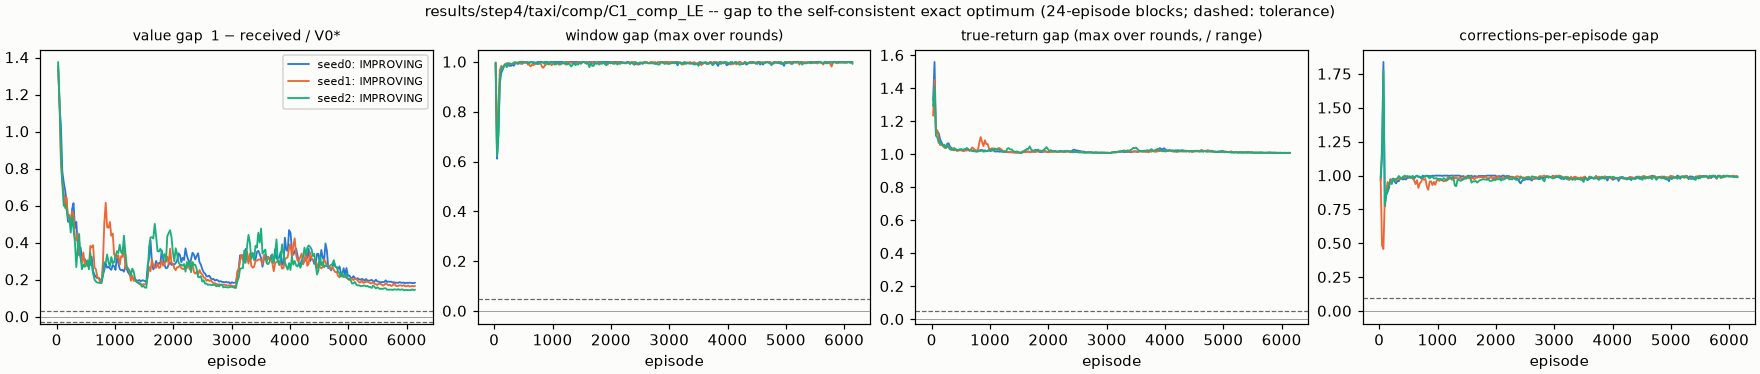 results/step4/taxi/comp/C1_comp_LE -- gap to the self-consistent exact optimum (24-episode blocks; dashed: tolerance)
value gap  1 − received / V0*
1.4
1.2
1.0
0.8
0.6
0.4
0.2
0.0
seed0: IMPROVING
seed1: IMPROVING
seed2: IMPROVING
0 1000 2000 3000 4000 5000 6000
episode
window gap (max over rounds)
1.0
0.8
0.6
0.4
0.2
0.0
0 1000 2000 3000 4000 5000 6000
episode
true-return gap (max over rounds, / range)
1.6
1.4
1.2
1.0
0.8
0.6
0.4
0.2
0.0
0 1000 2000 3000 4000 5000 6000
episode
corrections-per-episode gap
1.75
1.50
1.25
1.00
0.75
0.50
0.25
0.00
0 1000 2000 3000 4000 5000 6000
episode